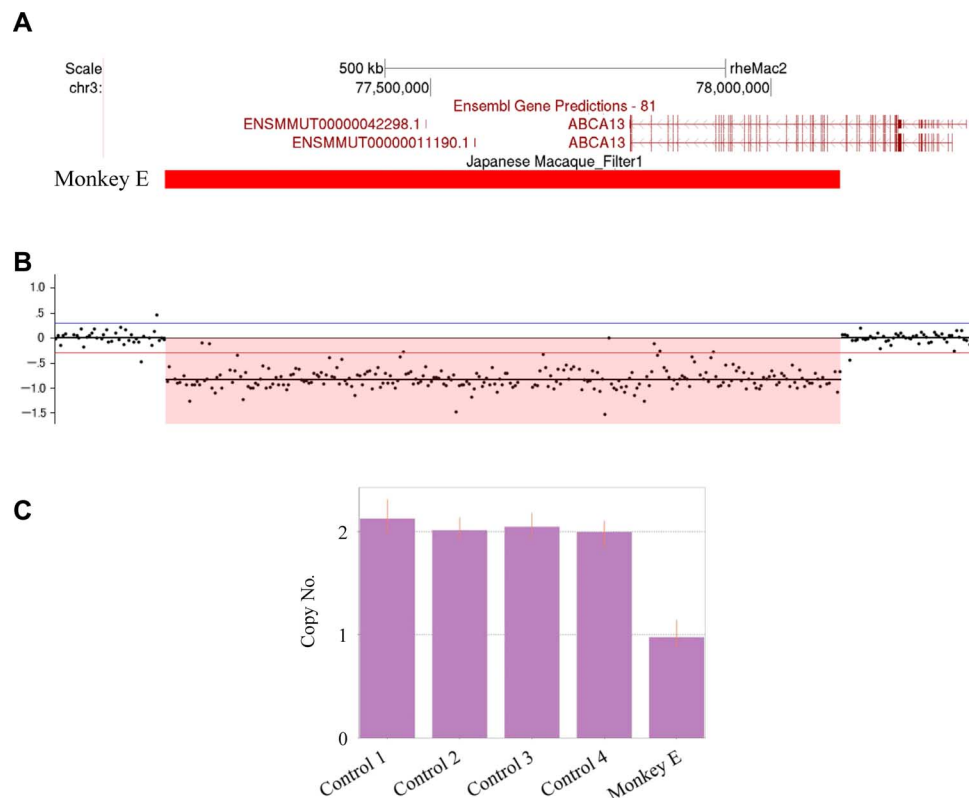 A
Scale 500 kb rheMac2
chr3: 77,500,000 78,000,000
Ensembl Gene Predictions - 81
ENSMMUT00000042298.1 ABCA13
ENSMMUT00000011190.1 ABCA13
Japanese Macaque_Filter1
Monkey E
B
1.0
.5
0
-.5
-1.0
-1.5
C
2
1
0
Copy No.
Control 1 Control 2 Control 3 Control 4 Monkey E